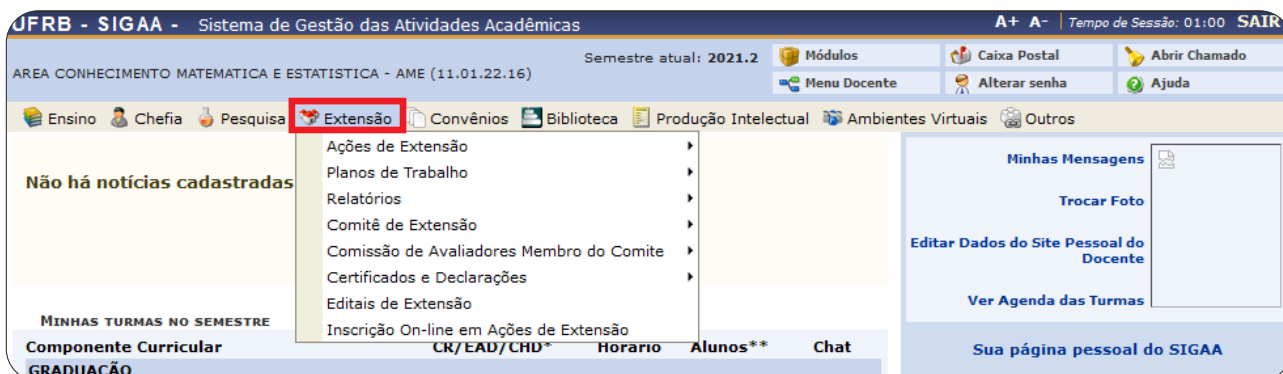 UFRB - SIGAA - Sistema de Gestão das Atividades Acadêmicas
A+ A- | Tempo de Sessão: 01:00 SAIR
AREA CONHECIMENTO MATEMATICA E ESTATISTICA - AME (11.01.22.16)
Semestre atual: 2021.2
Módulos
Caixa Postal
Abrir Chamado
Menu Docente
Alterar senha
Ajuda
Ensino Chefia Pesquisa Extensão Convênios Biblioteca Produção Intelectual Ambientes Virtuais Outros
Ações de Extensão
Planos de Trabalho
Relatórios
Comitê de Extensão
Comissão de Avaliadores Membro do Comite
Certificados e Declarações
Editais de Extensão
Inscrição On-line em Ações de Extensão
Não há notícias cadastradas
MINHAS TURMAS NO SEMESTRE
Componente Curricular CR/EAD/CHD* Horário Alunos** Chat
GRADUAÇÃO
Minhas Mensagens
Trocar Foto
Editar Dados do Site Pessoal do
Docente
Ver Agenda das Turmas
Sua página pessoal do SIGAA